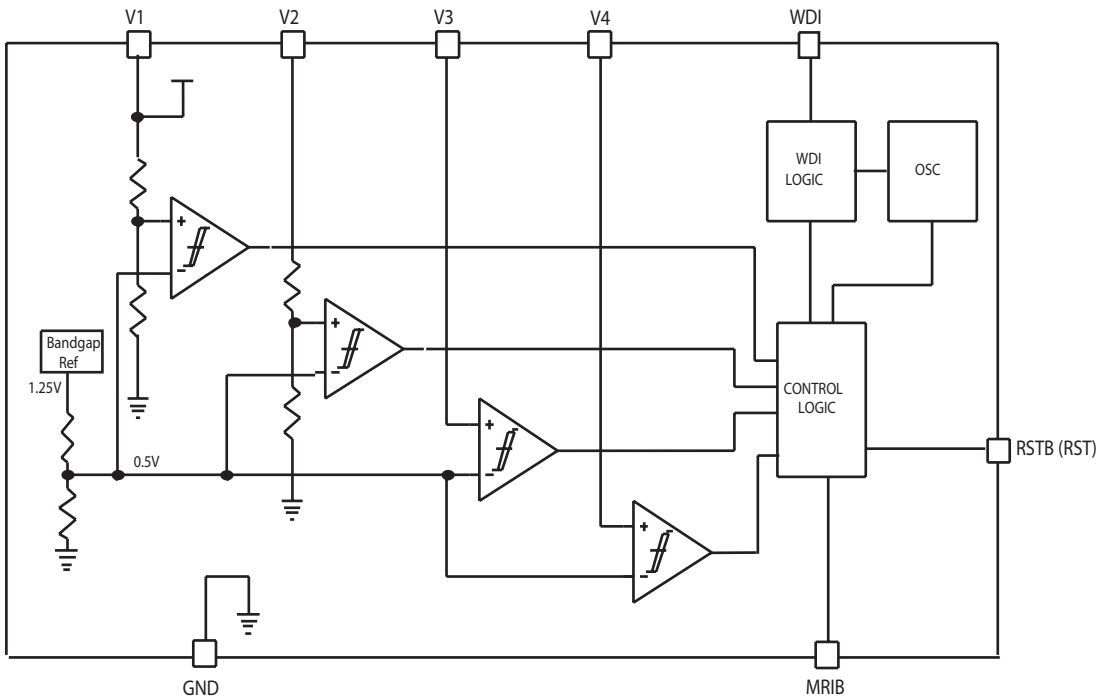 V1
V2
V3
V4
WDI
WDI
LOGIC
OSC
+
-
Bandgap
Ref
1.25V
+
-
CONTROL
LOGIC
+
-
0.5V
RSTB (RST)
+
-
GND
MRIB